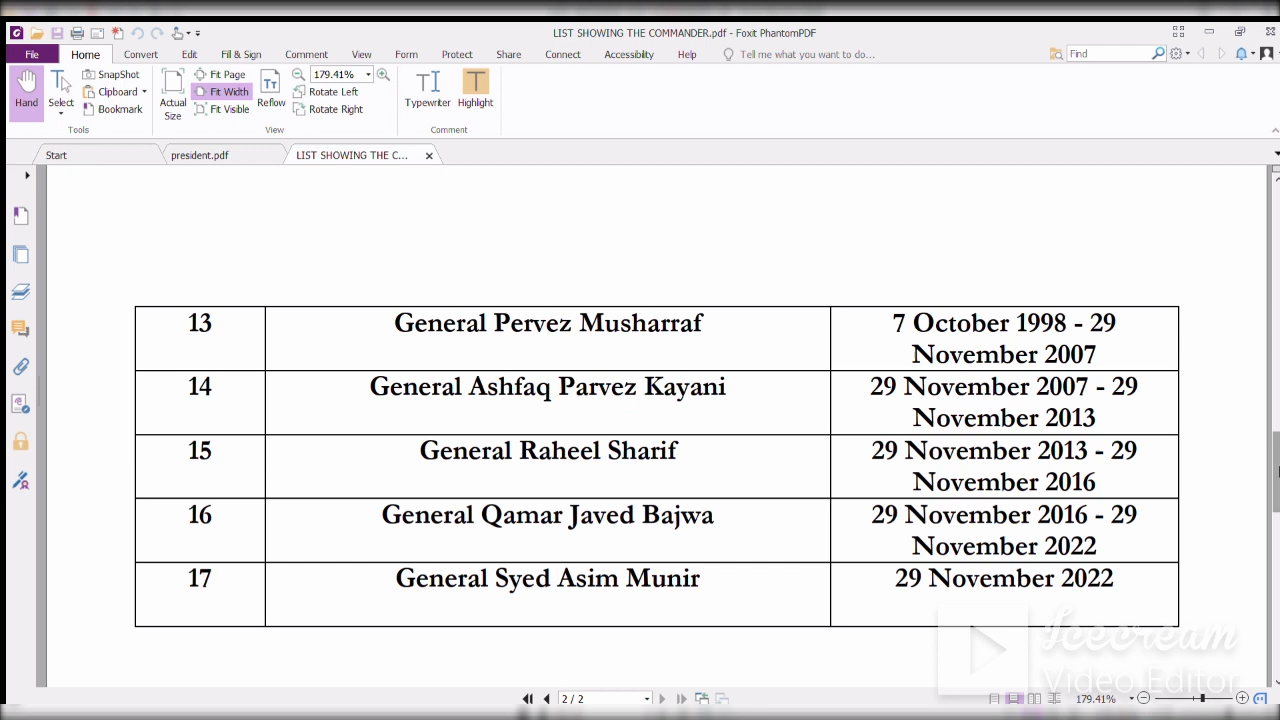 LIST SHOWING THE COMMANDER.pdf - Foxit PhantomPDF
File Home Convert Edit Fill & Sign Comment View Form Protect Share Connect Accessibility Help Tell me what you want to do... Find
Hand
Select
SnapShot
Clipboard
Bookmark
Tools
Actual Size
Fit Page
Fit Width
Fit Visible
Reflow
179.41%
Rotate Left
Rotate Right
View
Typewriter
Highlight
Comment
Start president.pdf LIST SHOWING THE C...
13 General Pervez Musharraf 7 October 1998 - 29
November 2007
14 General Ashfaq Parvez Kayani 29 November 2007 - 29
November 2013
15 General Raheel Sharif 29 November 2013 - 29
November 2016
16 General Qamar Javed Bajwa 29 November 2016 - 29
November 2022
17 General Syed Asim Munir 29 November 2022
Icecream
Video Editor
2 / 2 179.41%